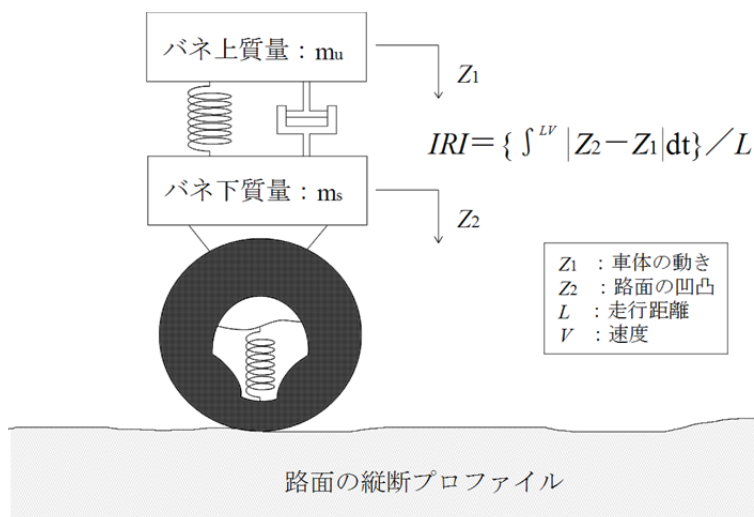 バネ上質量：mu
Z1
IRI＝{∫LV |Z2−Z1|dt}／L
バネ下質量：ms
Z2
Z1 ：車体の動き
Z2 ：路面の凹凸
L ：走行距離
V ：速度
路面の縦断プロファイル